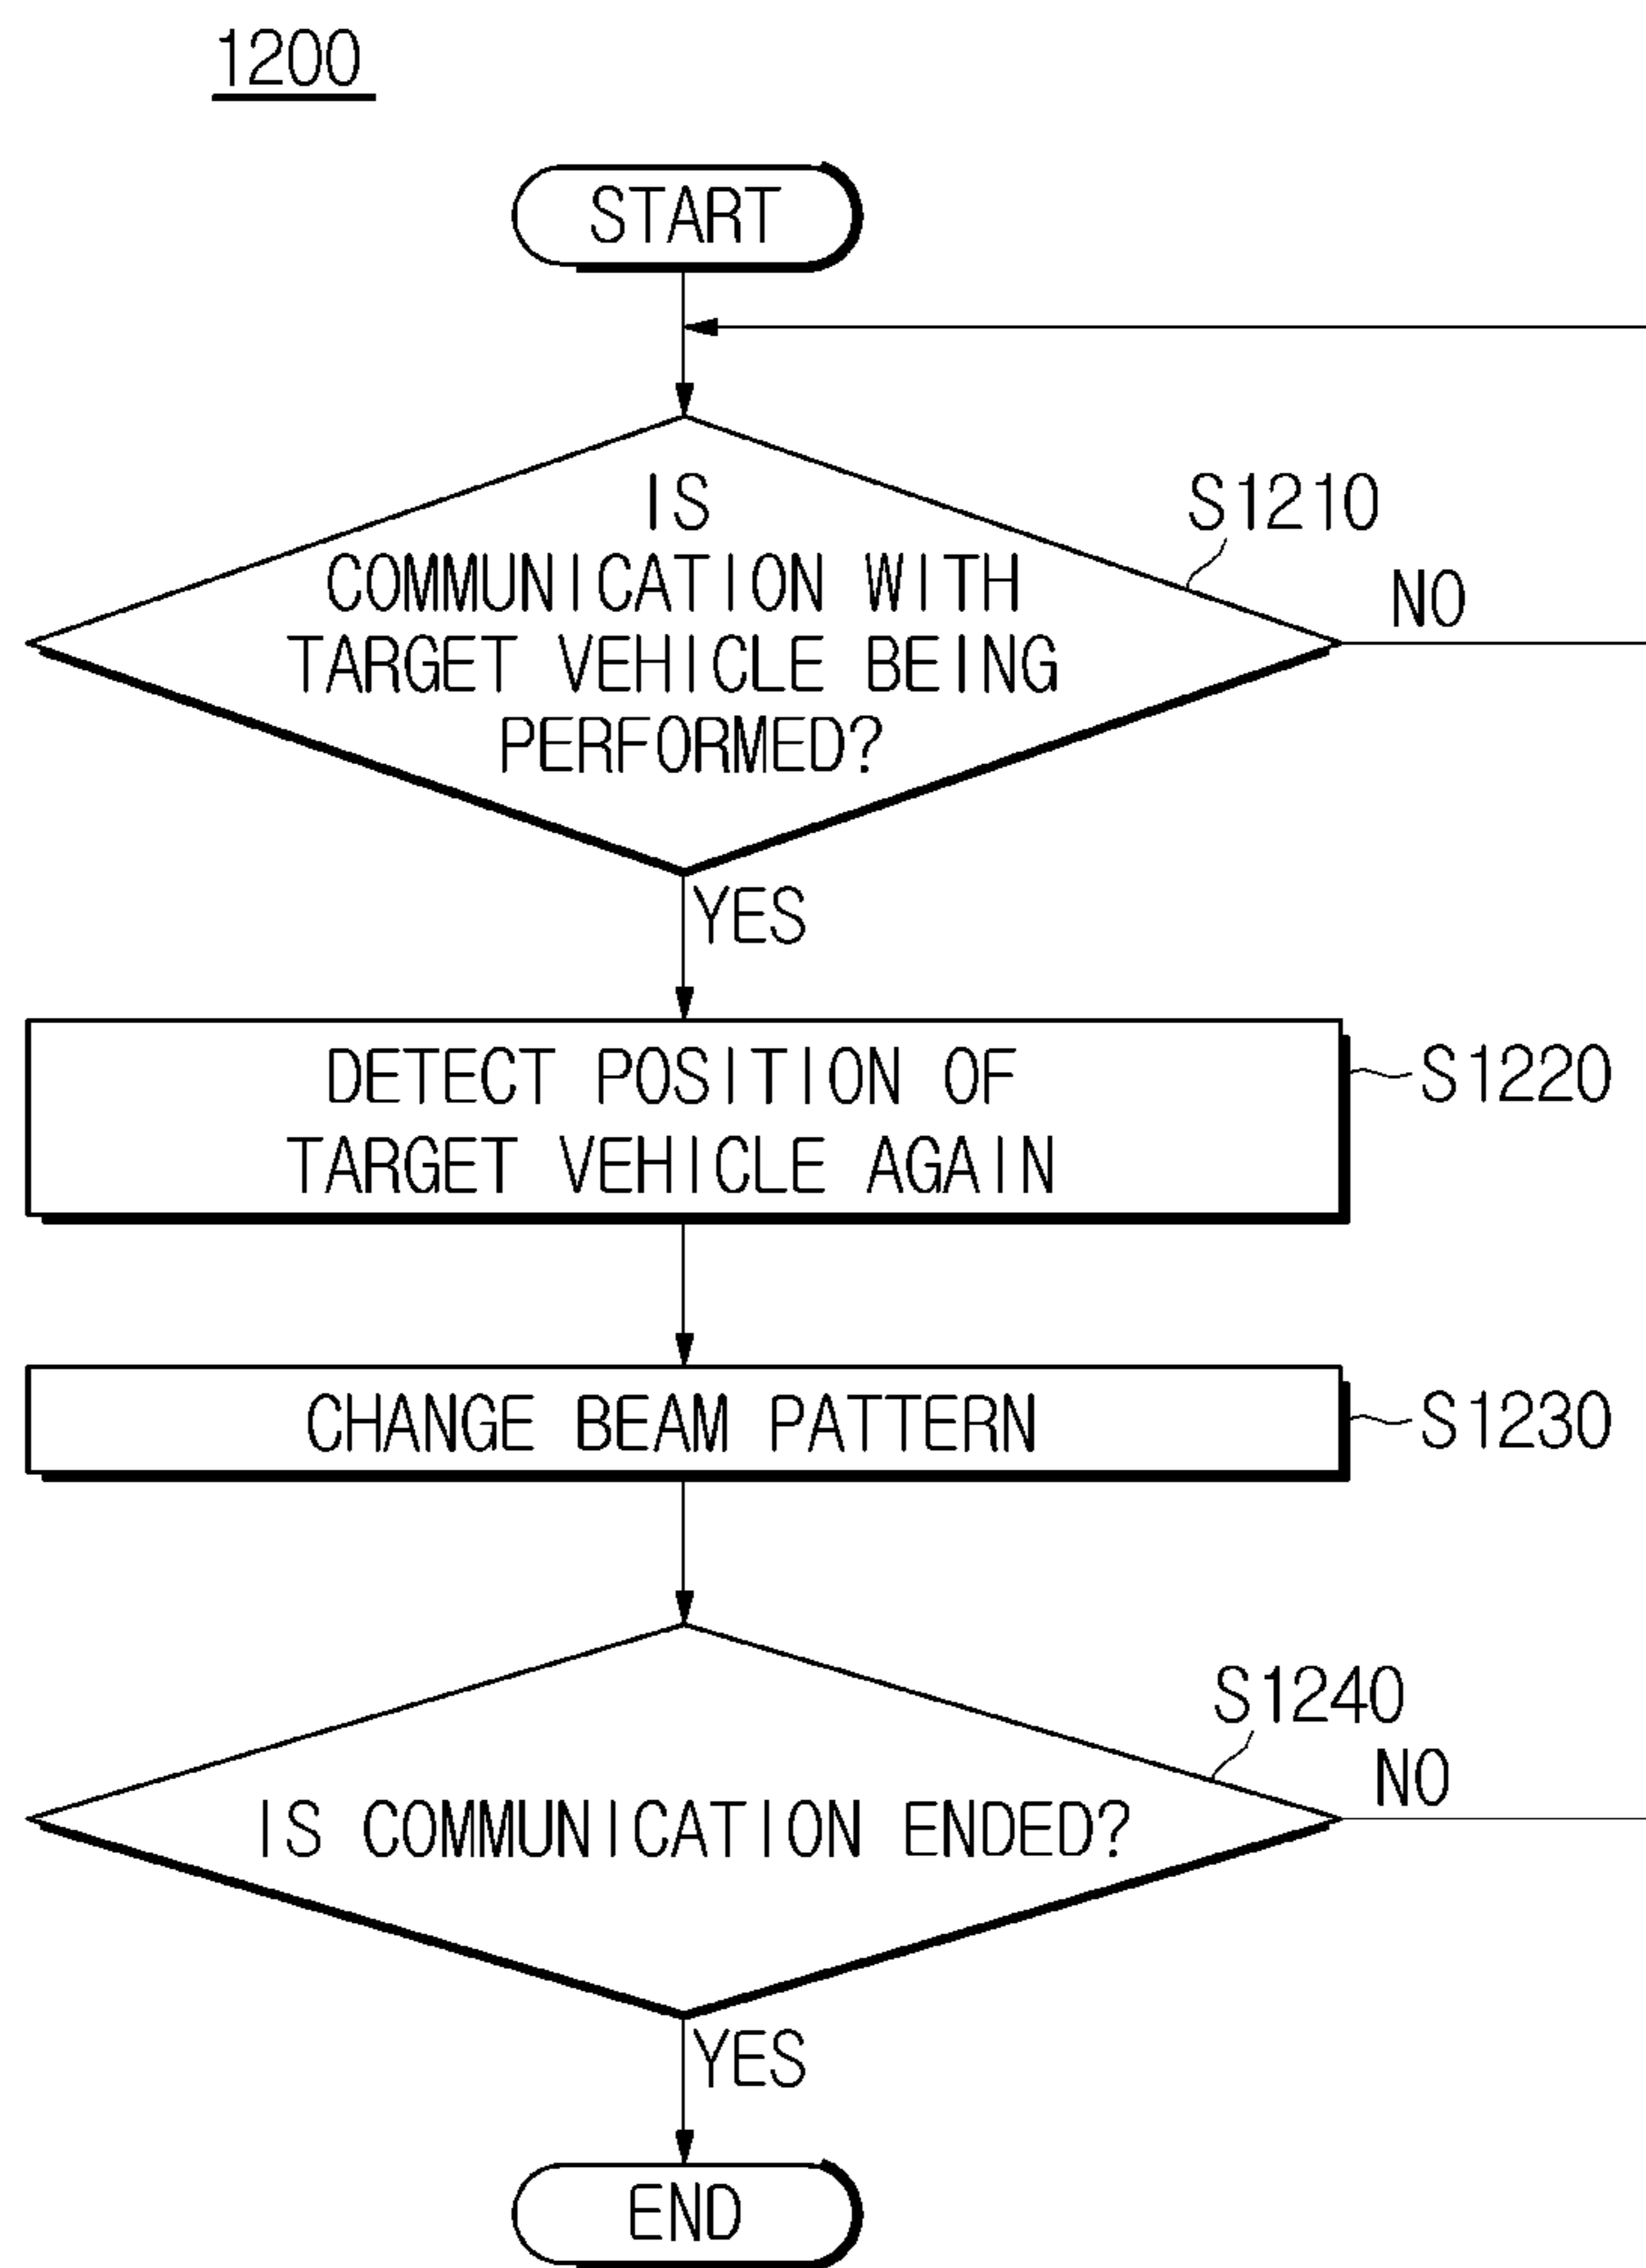 1200
START
IS
COMMUNICATION WITH
TARGET VEHICLE BEING
PERFORMED?
S1210
NO
YES
DETECT POSITION OF
TARGET VEHICLE AGAIN
S1220
CHANGE BEAM PATTERN
S1230
S1240
IS COMMUNICATION ENDED?
NO
YES
END